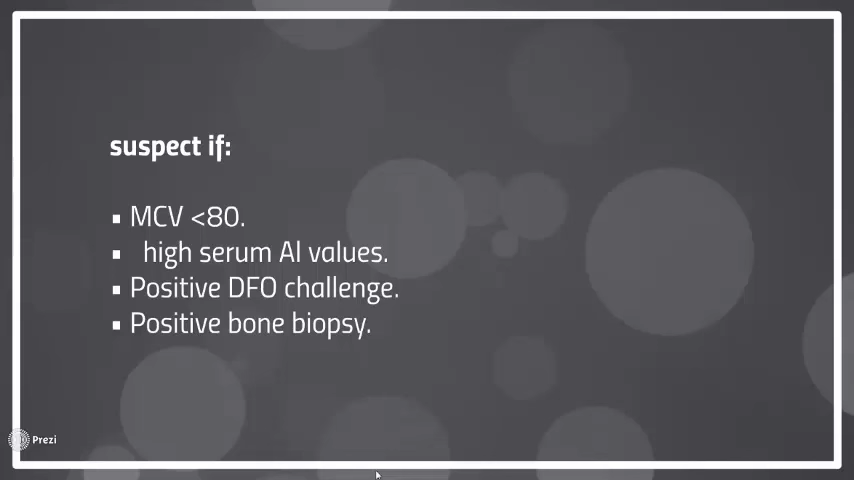 suspect if:
▪ MCV <80.
▪ high serum Al values.
▪ Positive DFO challenge.
▪ Positive bone biopsy.
Prezi